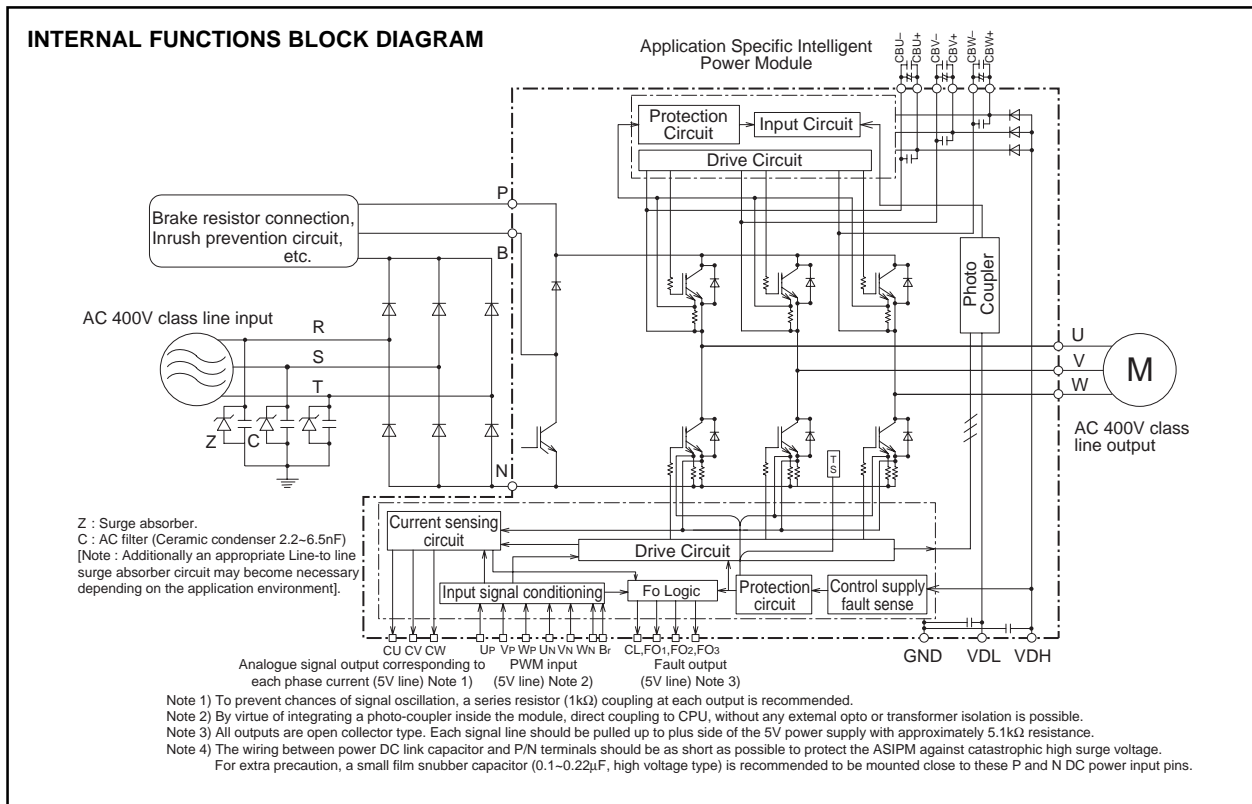 INTERNAL FUNCTIONS BLOCK DIAGRAM
Application Specific Intelligent
Power Module
CBU–
CBU+
CBV–
CBV+
CBW–
CBW+
Protection
Circuit
Input Circuit
Drive Circuit
Brake resistor connection,
Inrush prevention circuit,
etc.
P
B
Photo
Coupler
AC 400V class line input
R
S
T
Z
C
N
U
V
W
M
AC 400V class
line output
TS
Z : Surge absorber.
C : AC filter (Ceramic condenser 2.2~6.5nF)
[Note : Additionally an appropriate Line-to line
surge absorber circuit may become necessary
depending on the application environment].
Current sensing
circuit
Drive Circuit
Input signal conditioning
Fo Logic
Protection
circuit
Control supply
fault sense
CU CV CW
UP VP WP UN VN WN Br
CL,FO1,FO2,FO3
GND VDL VDH
Analogue signal output corresponding to
each phase current (5V line) Note 1)
PWM input
(5V line) Note 2)
Fault output
(5V line) Note 3)
Note 1) To prevent chances of signal oscillation, a series resistor (1kΩ) coupling at each output is recommended.
Note 2) By virtue of integrating a photo-coupler inside the module, direct coupling to CPU, without any external opto or transformer isolation is possible.
Note 3) All outputs are open collector type. Each signal line should be pulled up to plus side of the 5V power supply with approximately 5.1kΩ resistance.
Note 4) The wiring between power DC link capacitor and P/N terminals should be as short as possible to protect the ASIPM against catastrophic high surge voltage.
For extra precaution, a small film snubber capacitor (0.1~0.22μF, high voltage type) is recommended to be mounted close to these P and N DC power input pins.